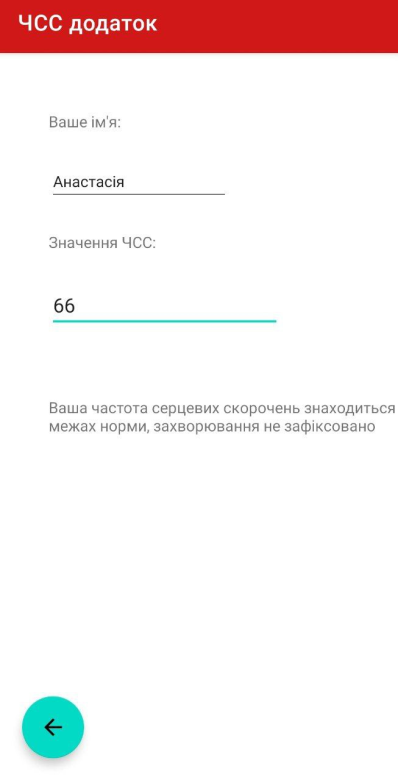 ЧСС додаток
Ваше ім'я:
Анастасія
Значення ЧСС:
66
Ваша частота серцевих скорочень знаходиться
межах норми, захворювання не зафіксовано